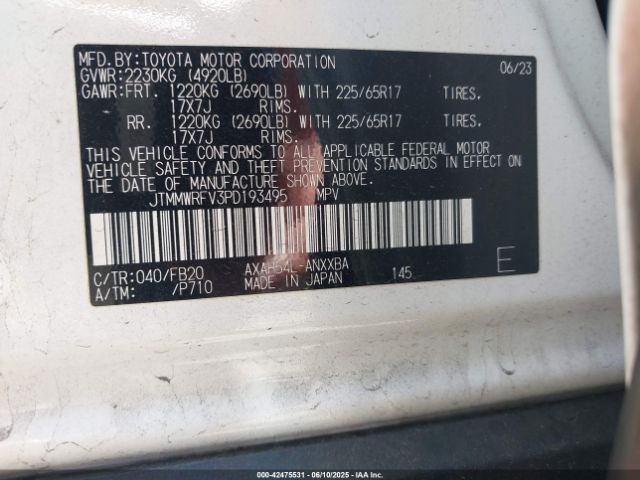 MFD.BY:TOYOTA MOTOR CORPORATION 06/23
GVWR:2230KG (4920LB)
GAWR:FRT. 1220KG (2690LB) WITH 225/65R17 TIRES.
17X7J RIMS.
RR. 1220KG (2690LB) WITH 225/65R17 TIRES.
17X7J RIMS.
THIS VEHICLE CONFORMS TO ALL APPLICABLE FEDERAL MOTOR
VEHICLE SAFETY AND THEFT PREVENTION STANDARDS IN EFFECT ON
THE DATE OF MANUFACTURE SHOWN ABOVE.
JTMMWRFV3PD193495 MPV
C/TR:040/FB20 AXAH54L-ANXXBA
A/TM: /P710 MADE IN JAPAN 145 E
000-42475531 - 06/10/2025 - IAA Inc.